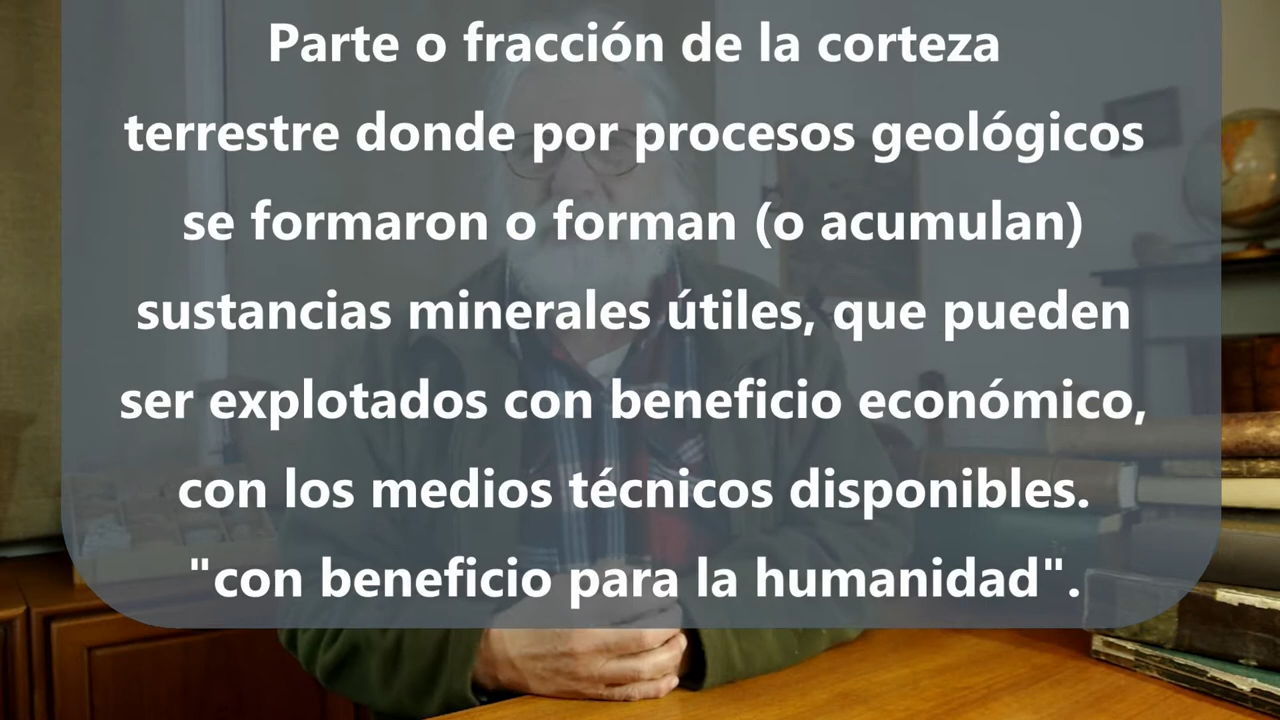 Parte o fracción de la corteza
terrestre donde por procesos geológicos
se formaron o forman (o acumulan)
sustancias minerales útiles, que pueden
ser explotados con beneficio económico,
con los medios técnicos disponibles.
"con beneficio para la humanidad".